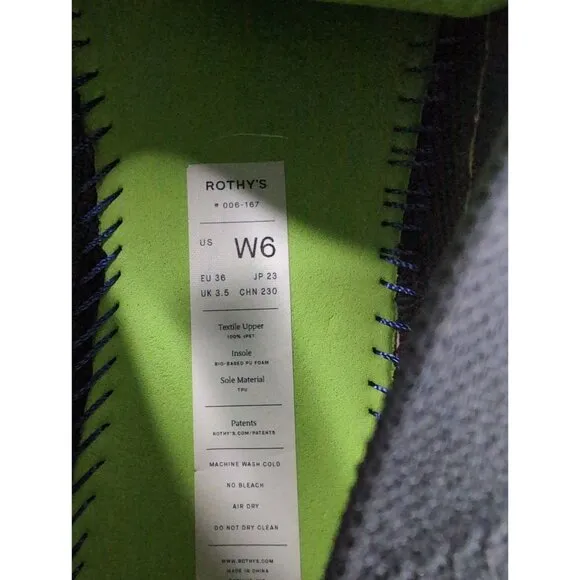 ROTHY'S
# 006-167
US W6
EU 36 JP 23
UK 3.5 CHN 230
Textile Upper
100% rPET
Insole
BIO-BASED PU FOAM
Sole Material
TPU
Patents
ROTHY'S.COM/PATENTS
MACHINE WASH COLD
NO BLEACH
AIR DRY
DO NOT DRY CLEAN
WWW.ROTHYS.COM
MADE IN CHINA